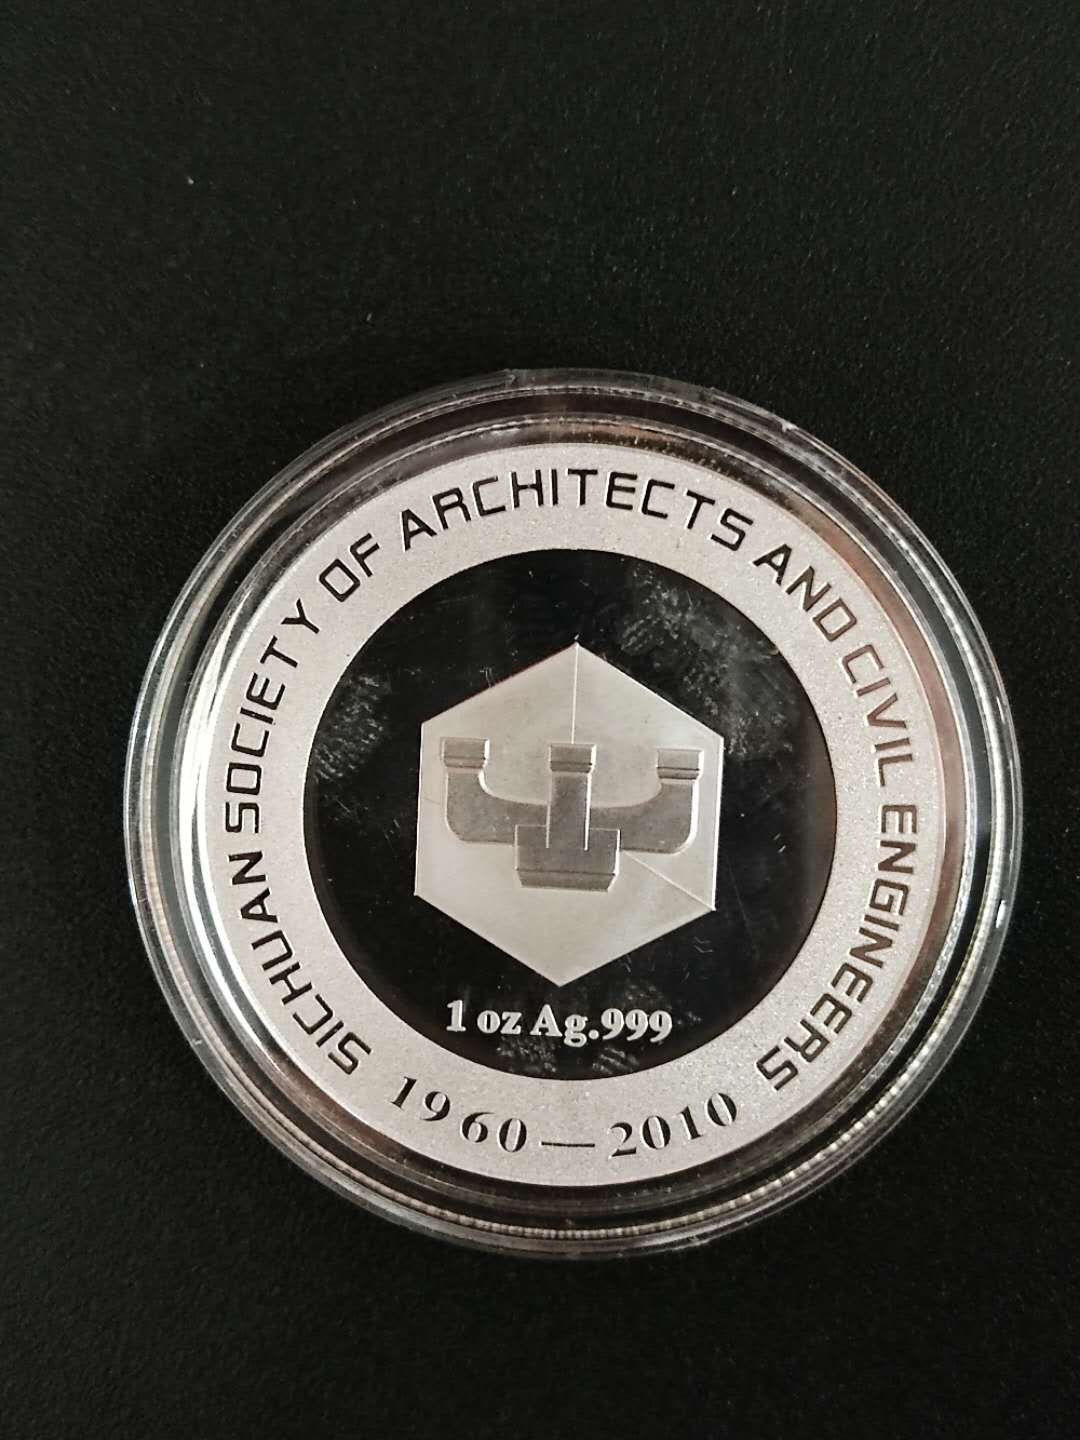 SICHUAN SOCIETY OF ARCHITECTS AND CIVIL ENGINEERS
1 oz Ag.999
1960—2010